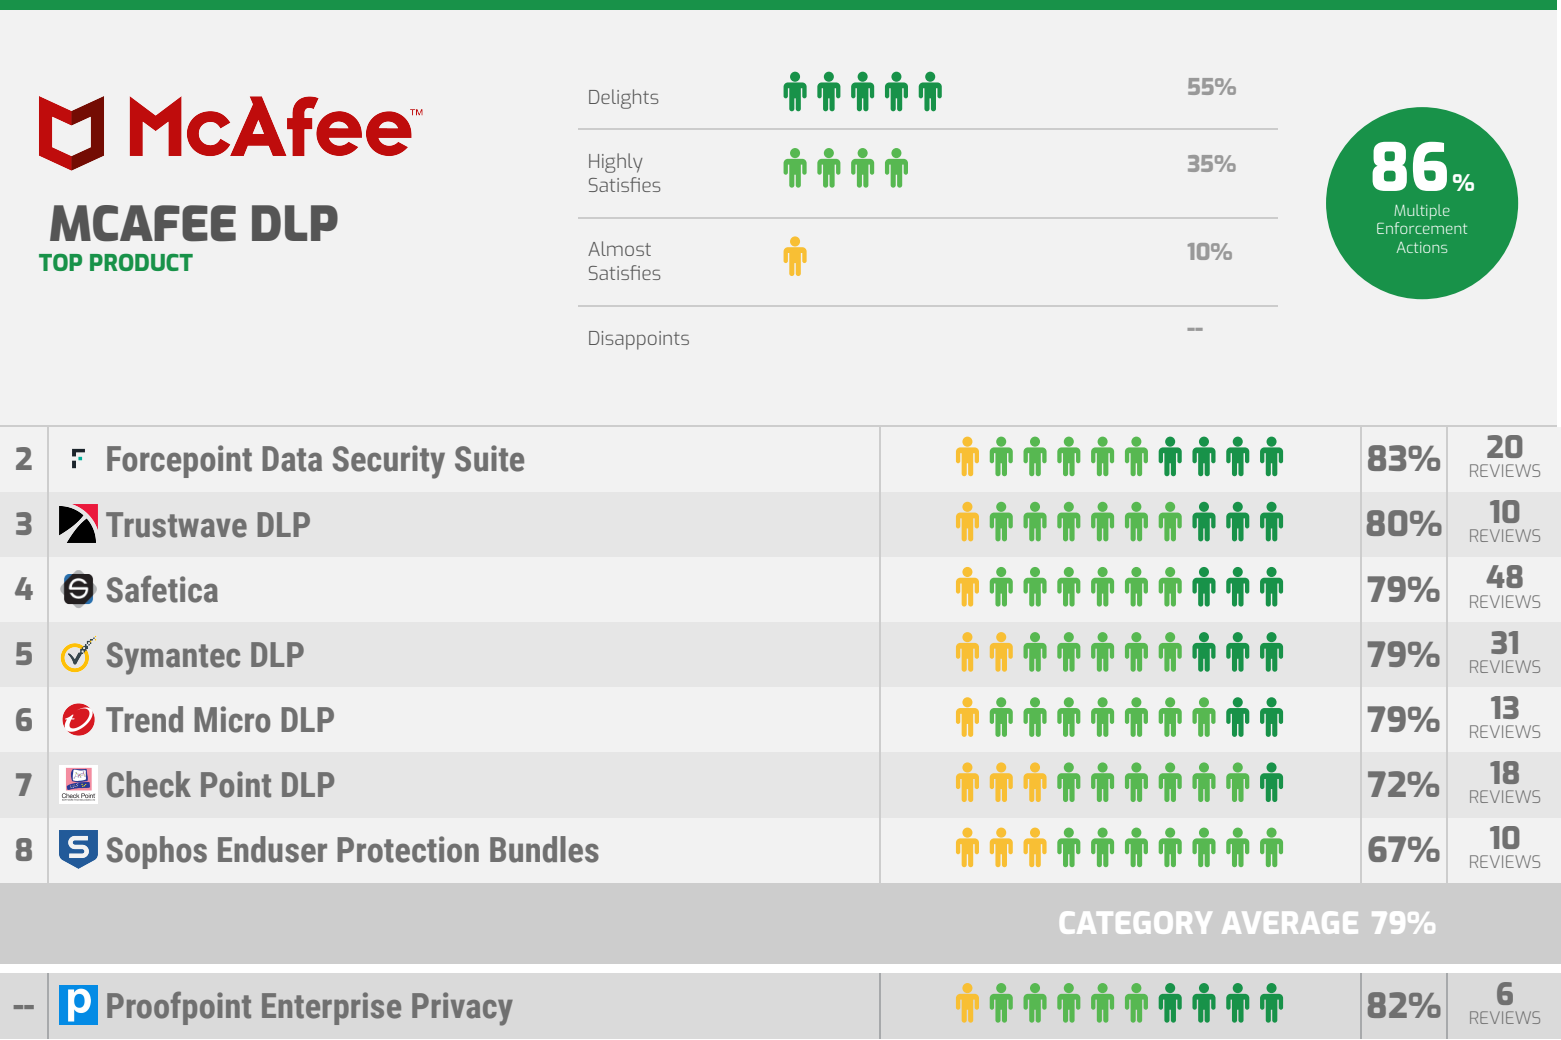 McAfee™
MCAFEE DLP
TOP PRODUCT
Delights 55%
Highly
Satisfies 35%
Almost
Satisfies 10%
Disappoints --
86%
Multiple
Enforcement
Actions
2 Forcepoint Data Security Suite 83% 20
REVIEWS
3 Trustwave DLP 80% 10
REVIEWS
4 Safetica 79% 48
REVIEWS
5 Symantec DLP 79% 31
REVIEWS
6 Trend Micro DLP 79% 13
REVIEWS
7 Check Point Check Point DLP 72% 18
REVIEWS
8 S Sophos Enduser Protection Bundles 67% 10
REVIEWS
CATEGORY AVERAGE 79%
-- p Proofpoint Enterprise Privacy 82% 6
REVIEWS